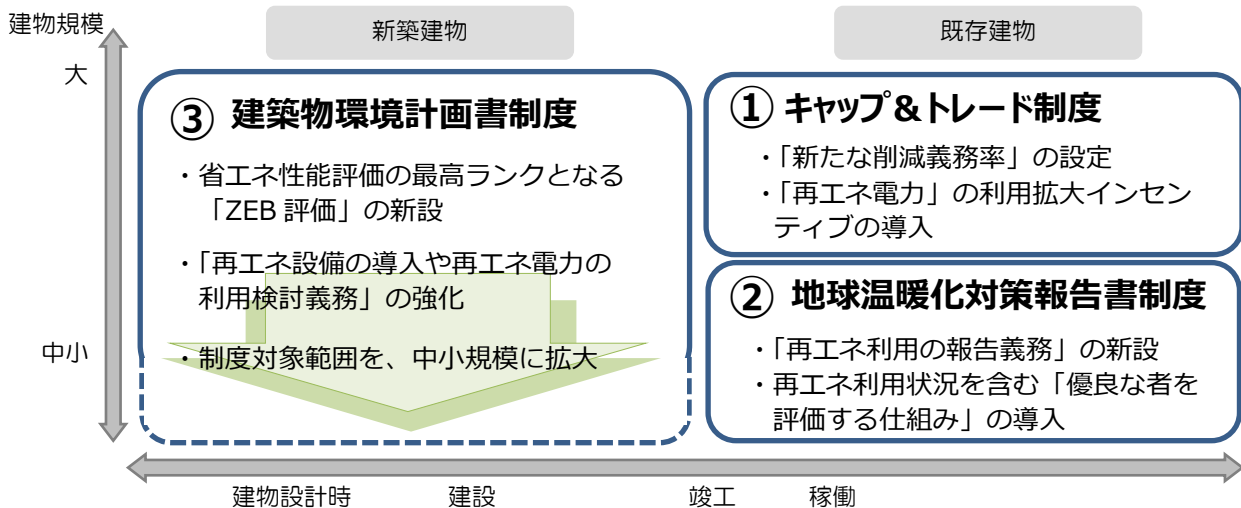 建物規模
新築建物
既存建物
大
中小
③ 建築物環境計画書制度
・省エネ性能評価の最高ランクとなる
「ZEB 評価」の新設
・「再エネ設備の導入や再エネ電力の
利用検討義務」の強化
・制度対象範囲を、中小規模に拡大
① キャップ＆トレード制度
・「新たな削減義務率」の設定
・「再エネ電力」の利用拡大インセン
ティブの導入
② 地球温暖化対策報告書制度
・「再エネ利用の報告義務」の新設
・再エネ利用状況を含む「優良な者を
評価する仕組み」の導入
建物設計時 建設 竣工 稼働